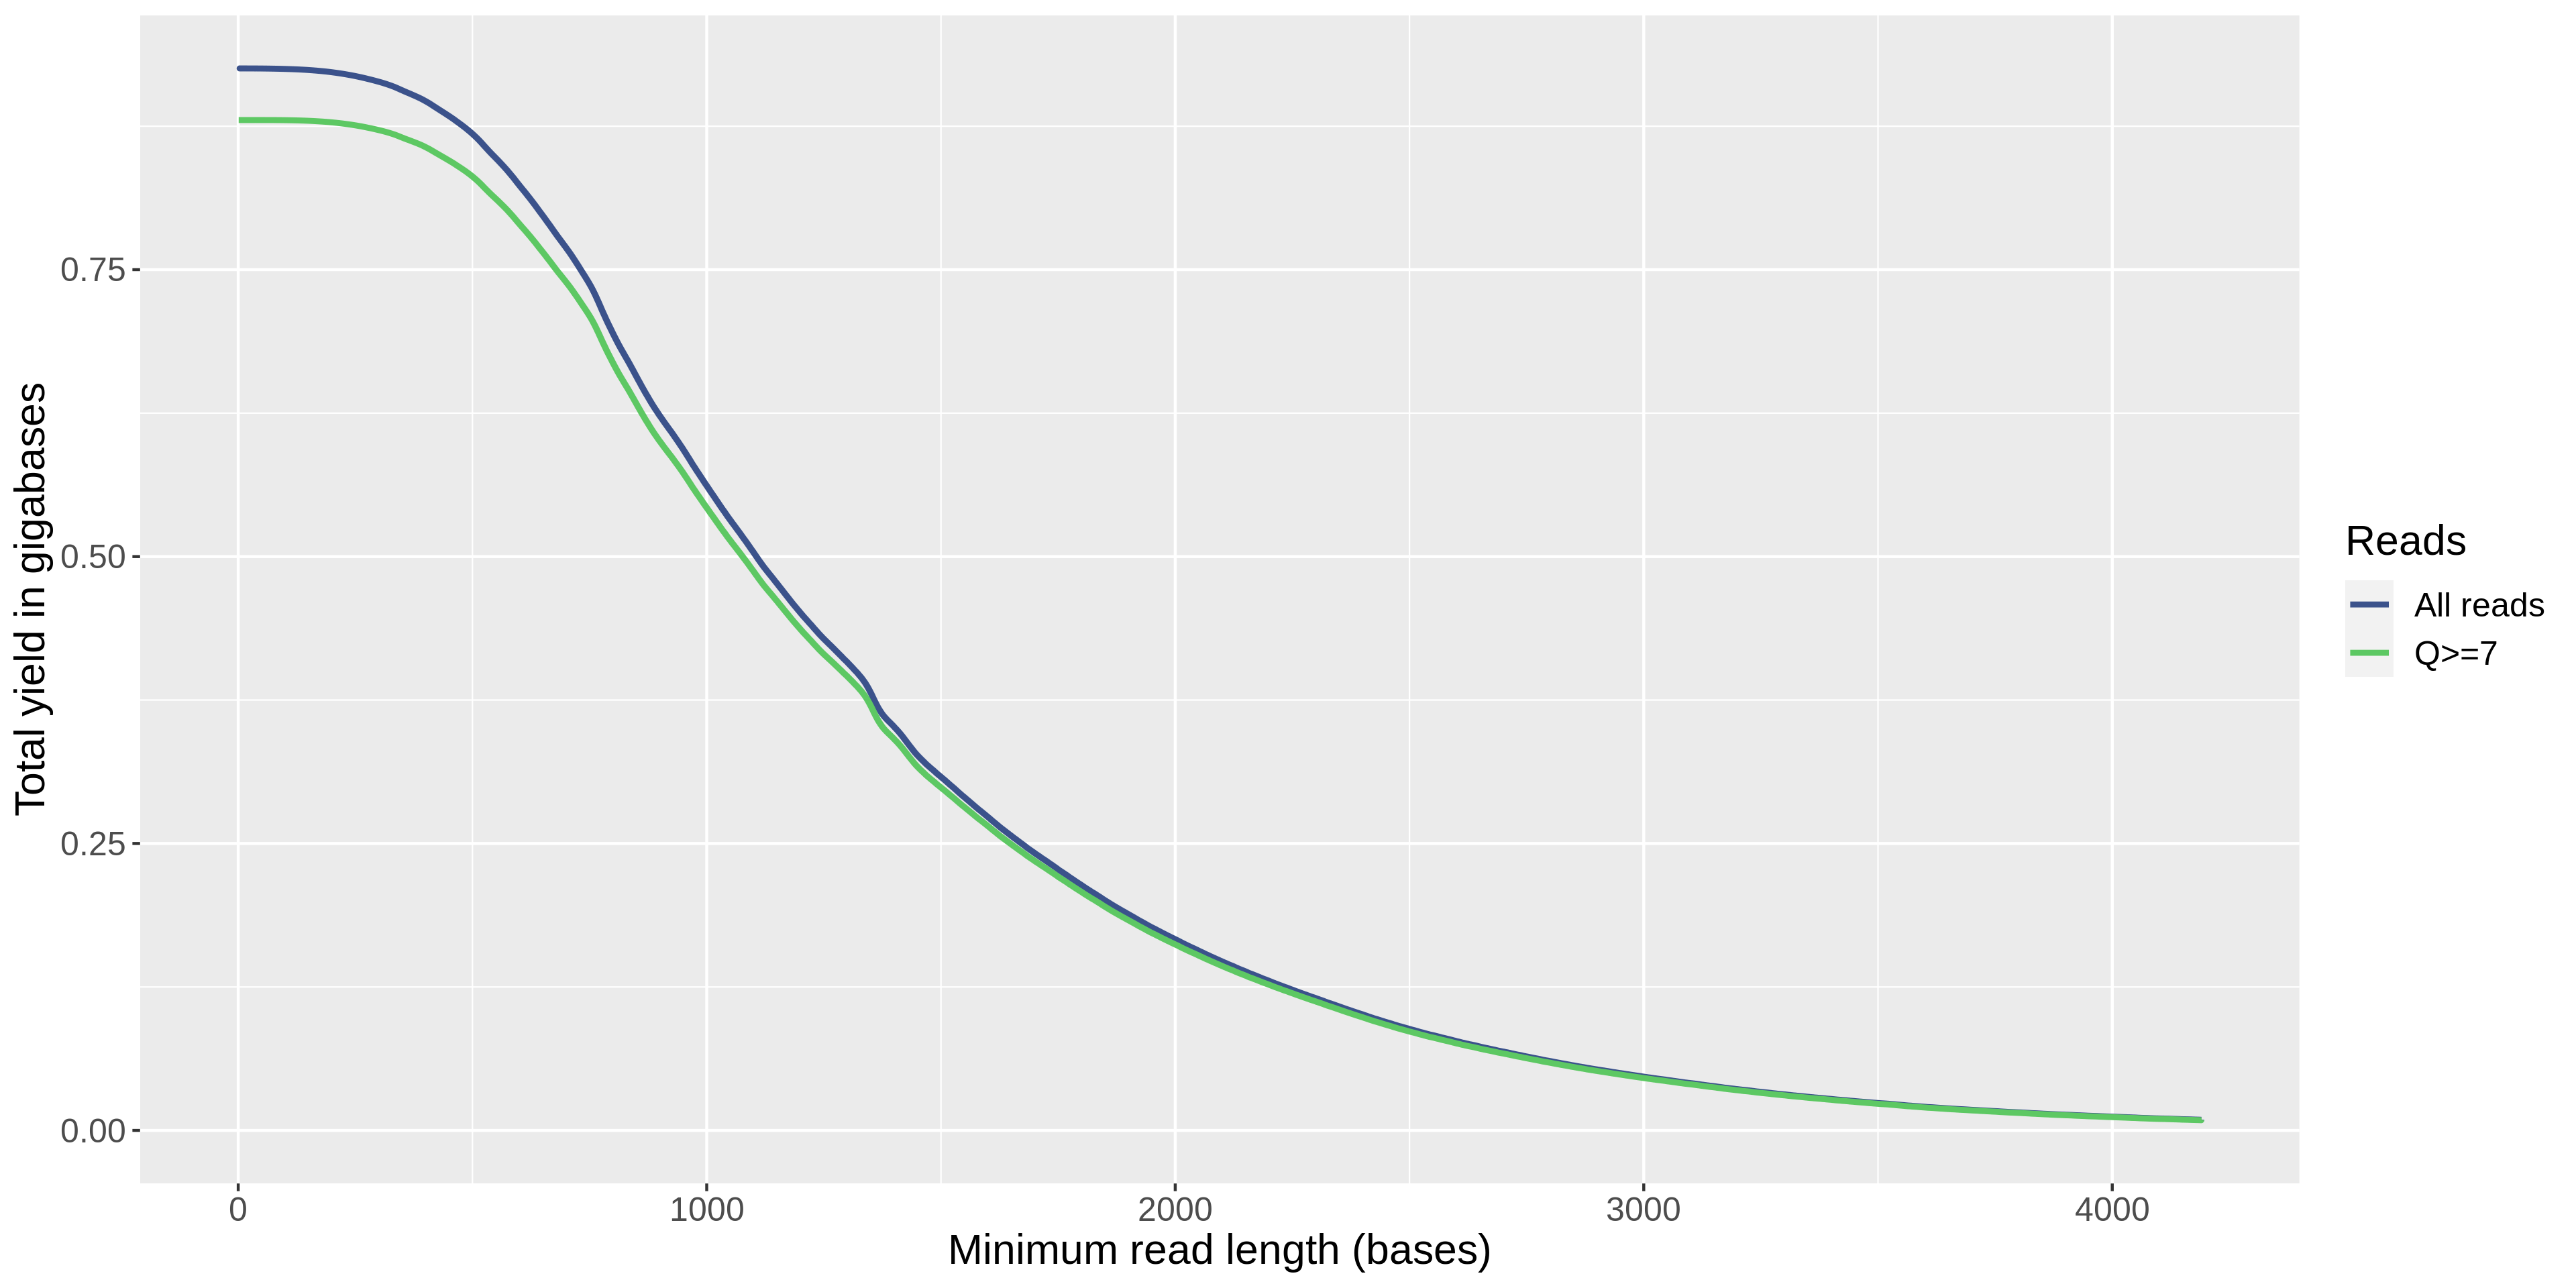 Total yield in gigabases
0.75
0.50
0.25
0.00
0 1000 2000 3000 4000
Minimum read length (bases)
Reads
All reads
Q>=7